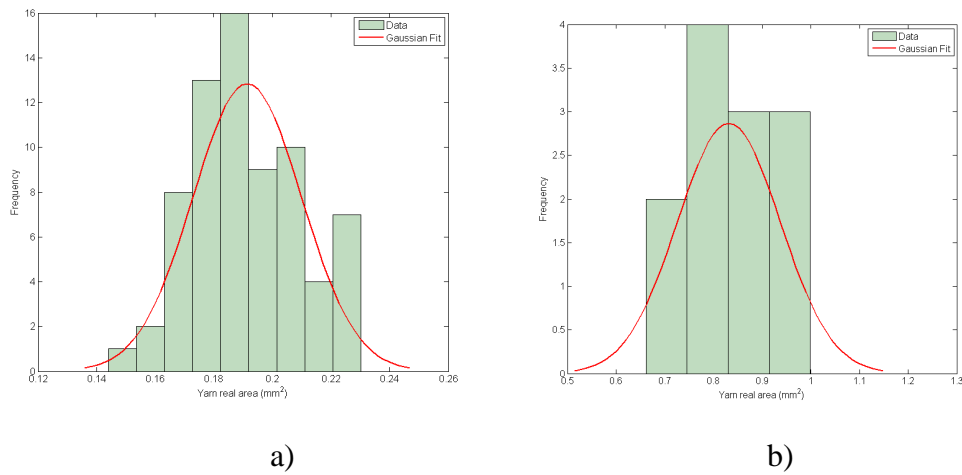 16
14
12
10
8
6
4
2
0
0.12 0.14 0.16 0.18 0.2 0.22 0.24 0.26
Frequency
Yarn real area (mm²)
Data
Gaussian Fit
a)
4
3.5
3
2.5
2
1.5
1
0.5
0
0.5 0.6 0.7 0.8 0.9 1 1.1 1.2 1.3
Frequency
Yarn real area (mm²)
Data
Gaussian Fit
b)